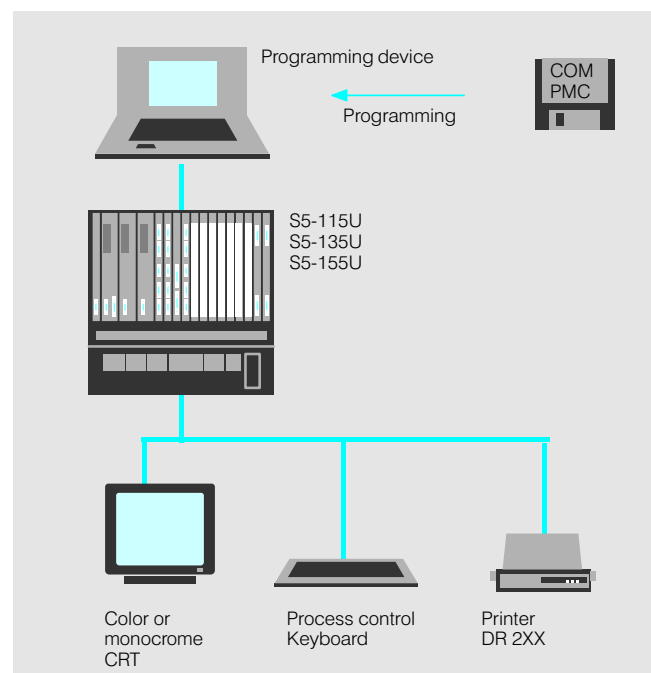 Programming device
COM
PMC
Programming
S5-115U
S5-135U
S5-155U
Color or
monocrome
CRT
Process control
Keyboard
Printer
DR 2XX